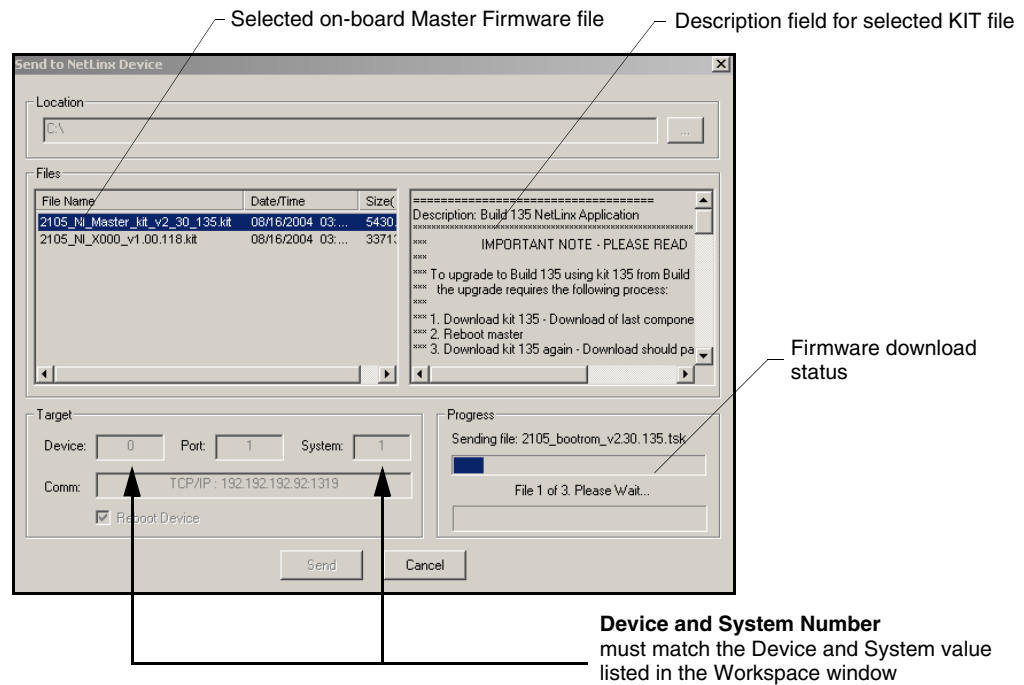 Selected on-board Master Firmware file
Description field for selected KIT file
Send to NetLinx Device
Location
C:\
...
Files
File Name Date/Time Size(
2105_NI_Master_kit_v2_30_135.kit 08/16/2004 03:... 5430
2105_NI_X000_v1.00.118.kit 08/16/2004 03:... 3371:
=====================================
Description: Build 135 NetLinx Application
*******************************************************
*** IMPORTANT NOTE - PLEASE READ
***
*** To upgrade to Build 135 using kit 135 from Build
*** the upgrade requires the following process:
***
*** 1. Download kit 135 - Download of last compone
*** 2. Reboot master
*** 3. Download kit 135 again - Download should pa
Firmware download
status
Target
Device: 0 Port: 1 System: 1
Comm: TCP/IP : 192.192.192.92:1319
Reboot Device
Progress
Sending file: 2105_bootrom_v2.30.135.tsk
File 1 of 3. Please Wait...
Send Cancel
Device and System Number
must match the Device and System value
listed in the Workspace window